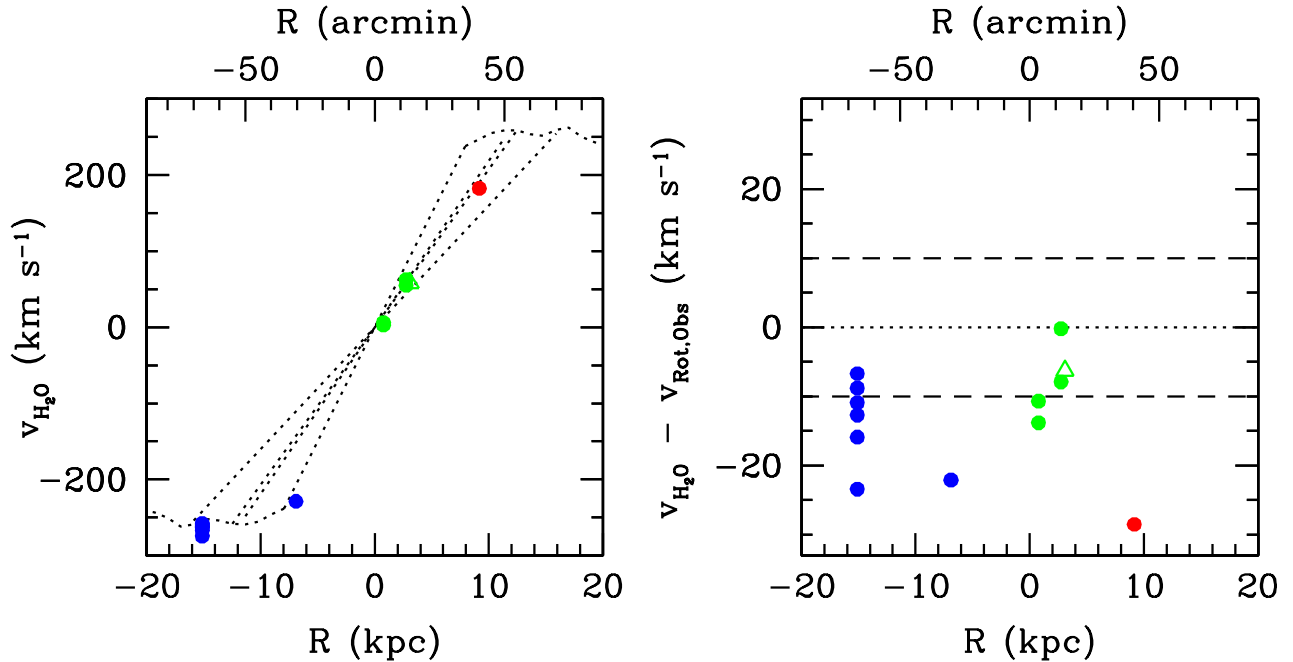 R (arcmin)
−50 0 50
200
0
−200
v_H₂O (km s⁻¹)
−20 −10 0 10 20
R (kpc)
R (arcmin)
−50 0 50
20
0
−20
v_H₂O − v_Rot,Obs (km s⁻¹)
−20 −10 0 10 20
R (kpc)